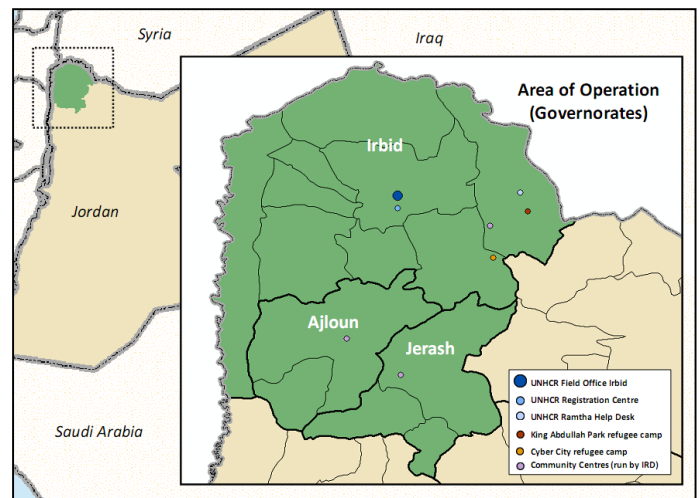 Syria
Iraq
Area of Operation
(Governorates)
Irbid
Jordan
Ajloun
Jerash
UNHCR Field Office Irbid
UNHCR Registration Centre
UNHCR Ramtha Help Desk
King Abdullah Park refugee camp
Cyber City refugee camp
Community Centres (run by IRD)
Saudi Arabia